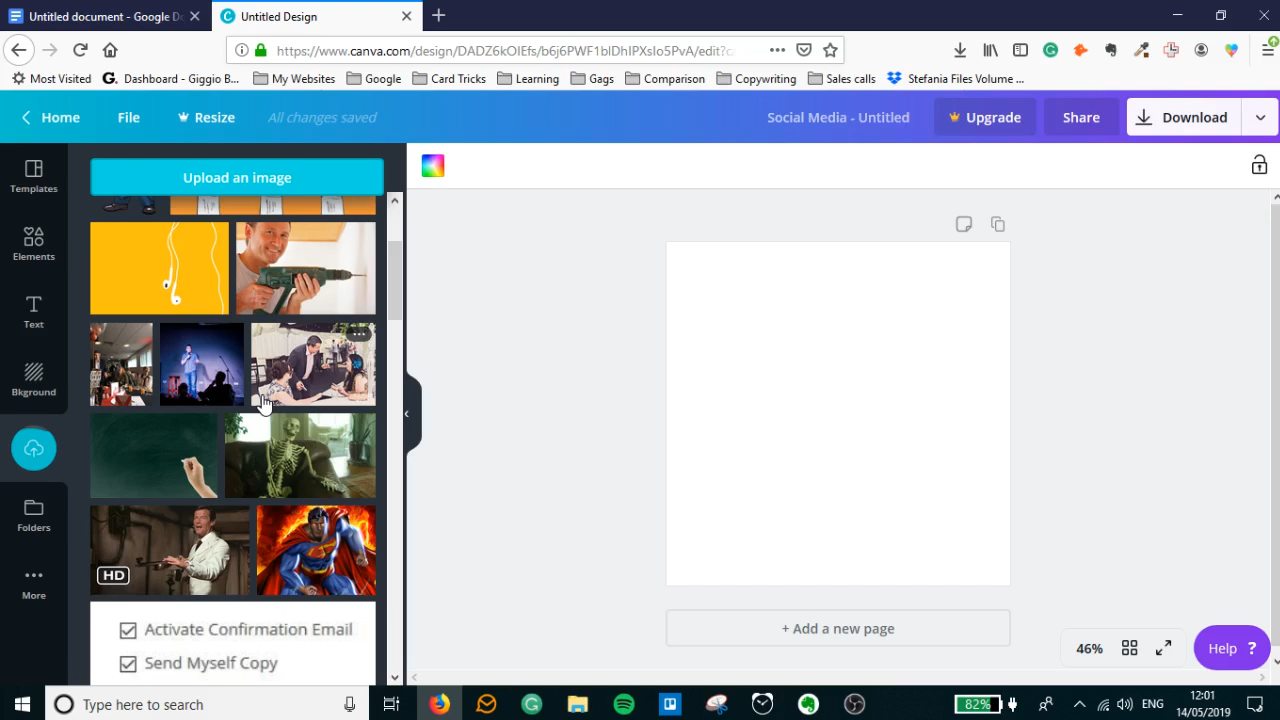 Untitled document - Google D
Untitled Design
https://www.canva.com/design/DADZ6kOIEfs/b6j6PWF1blDhIPXsIo5PvA/edit?c
Most Visited
G. Dashboard - Giggio B...
My Websites
Google
Card Tricks
Learning
Gags
Comparison
Copywriting
Sales calls
Stefania Files Volume ...
Home
File
Resize
All changes saved
Social Media - Untitled
Upgrade
Share
Download
Templates
Elements
Text
Bkground
Folders
More
Upload an image
HD
Activate Confirmation Email
Send Myself Copy
+ Add a new page
46%
Help ?
Type here to search
82%
ENG
12:01
14/05/2019